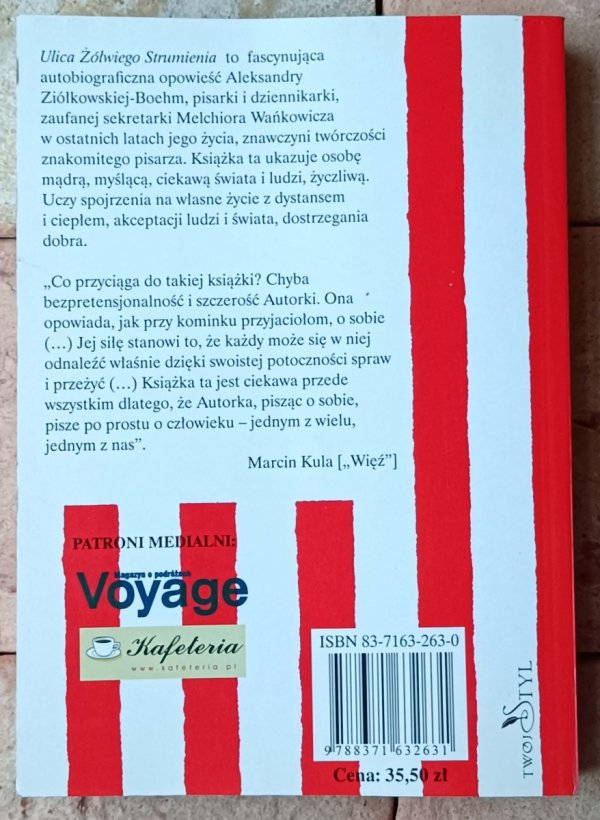 Ulica Żółwiego Strumienia to fascynująca
autobiograficzna opowieść Aleksandry
Ziółkowskiej-Boehm, pisarki i dziennikarki,
zaufanej sekretarki Melchiora Wańkowicza
w ostatnich latach jego życia, znawczyni twórczości
znakomitego pisarza. Książka ta ukazuje osobę
mądrą, myślącą, ciekawą świata i ludzi, życzliwą.
Uczy spojrzenia na własne życie z dystansem
i ciepłem, akceptacji ludzi i świata, dostrzegania
dobra.
„Co przyciąga do takiej książki? Chyba
bezpretensjonalność i szczerość Autorki. Ona
opowiada, jak przy kominku przyjaciołom, o sobie
(…) Jej siłę stanowi to, że każdy może się w niej
odnaleźć właśnie dzięki swoistej potoczności spraw
i przeżyć (…) Książka ta jest ciekawa przede
wszystkim dlatego, że Autorka, pisząc o sobie,
pisze po prostu o człowieku – jednym z wielu,
jednym z nas”.
Marcin Kula [„Więź”]
PATRONI MEDIALNI:
Magazyn o podróżach
Voyage
Kafeteria
www.kafeteria.pl
ISBN 83-7163-263-0
9 788371 632631
Cena: 35,50 zł
TWÓJ STYL